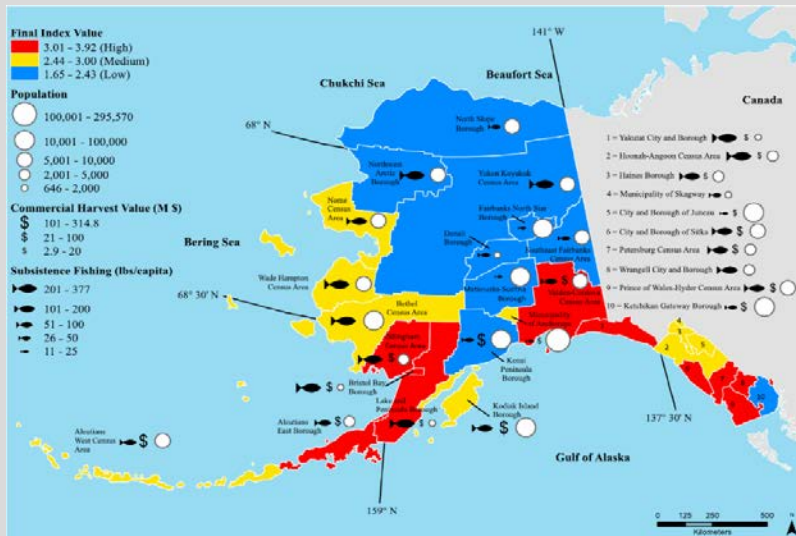 Final Index Value
3.01 - 3.92 (High)
2.44 - 3.00 (Medium)
1.65 - 2.43 (Low)
Population
100,001 - 295,570
10,001 - 100,000
5,001 - 10,000
2,001 - 5,000
646 - 2,000
Commercial Harvest Value (M $)
$ 101 - 314.8
$ 21 - 100
$ 2.9 - 20
Subsistence Fishing (lbs/capita)
201 - 377
101 - 200
51 - 100
26 - 50
11 - 25
141° W
Chukchi Sea
Beaufort Sea
Canada
68° N
North Slope
Borough
Northwest
Arctic
Borough
Yukon Koyukuk
Census Area
Nome
Census
Area
Fairbanks North Star
Borough
Denali
Borough
Southeast Fairbanks
Census Area
Bering Sea
Wade Hampton
Census Area
68° 30' N
Matanuska-Susitna
Borough
Valdez-Cordova
Census Area
Bethel
Census Area
Municipality
of Anchorage
Dillingham
Census Area
$
$
$
$
Kenai
Peninsula
Borough
Bristol Bay
Borough
$
Lake and
Peninsula Borough
$
Kodiak Island
Borough
$
Aleutians
East Borough
$
Aleutians
West Census
Area
$
159° N
Gulf of Alaska
137° 30' N
1 = Yakutat City and Borough $
2 = Hoonah-Angoon Census Area $
3 = Haines Borough $
4 = Municipality of Skagway
5 = City and Borough of Juneau $
6 = City and Borough of Sitka $
7 = Petersburg Census Area $
8 = Wrangell City and Borough
9 = Prince of Wales-Hyder Census Area $
10 = Ketchikan Gateway Borough $
1
4
3
5
2
6
7
8
9
10
0 125 250 500
Kilometers
N